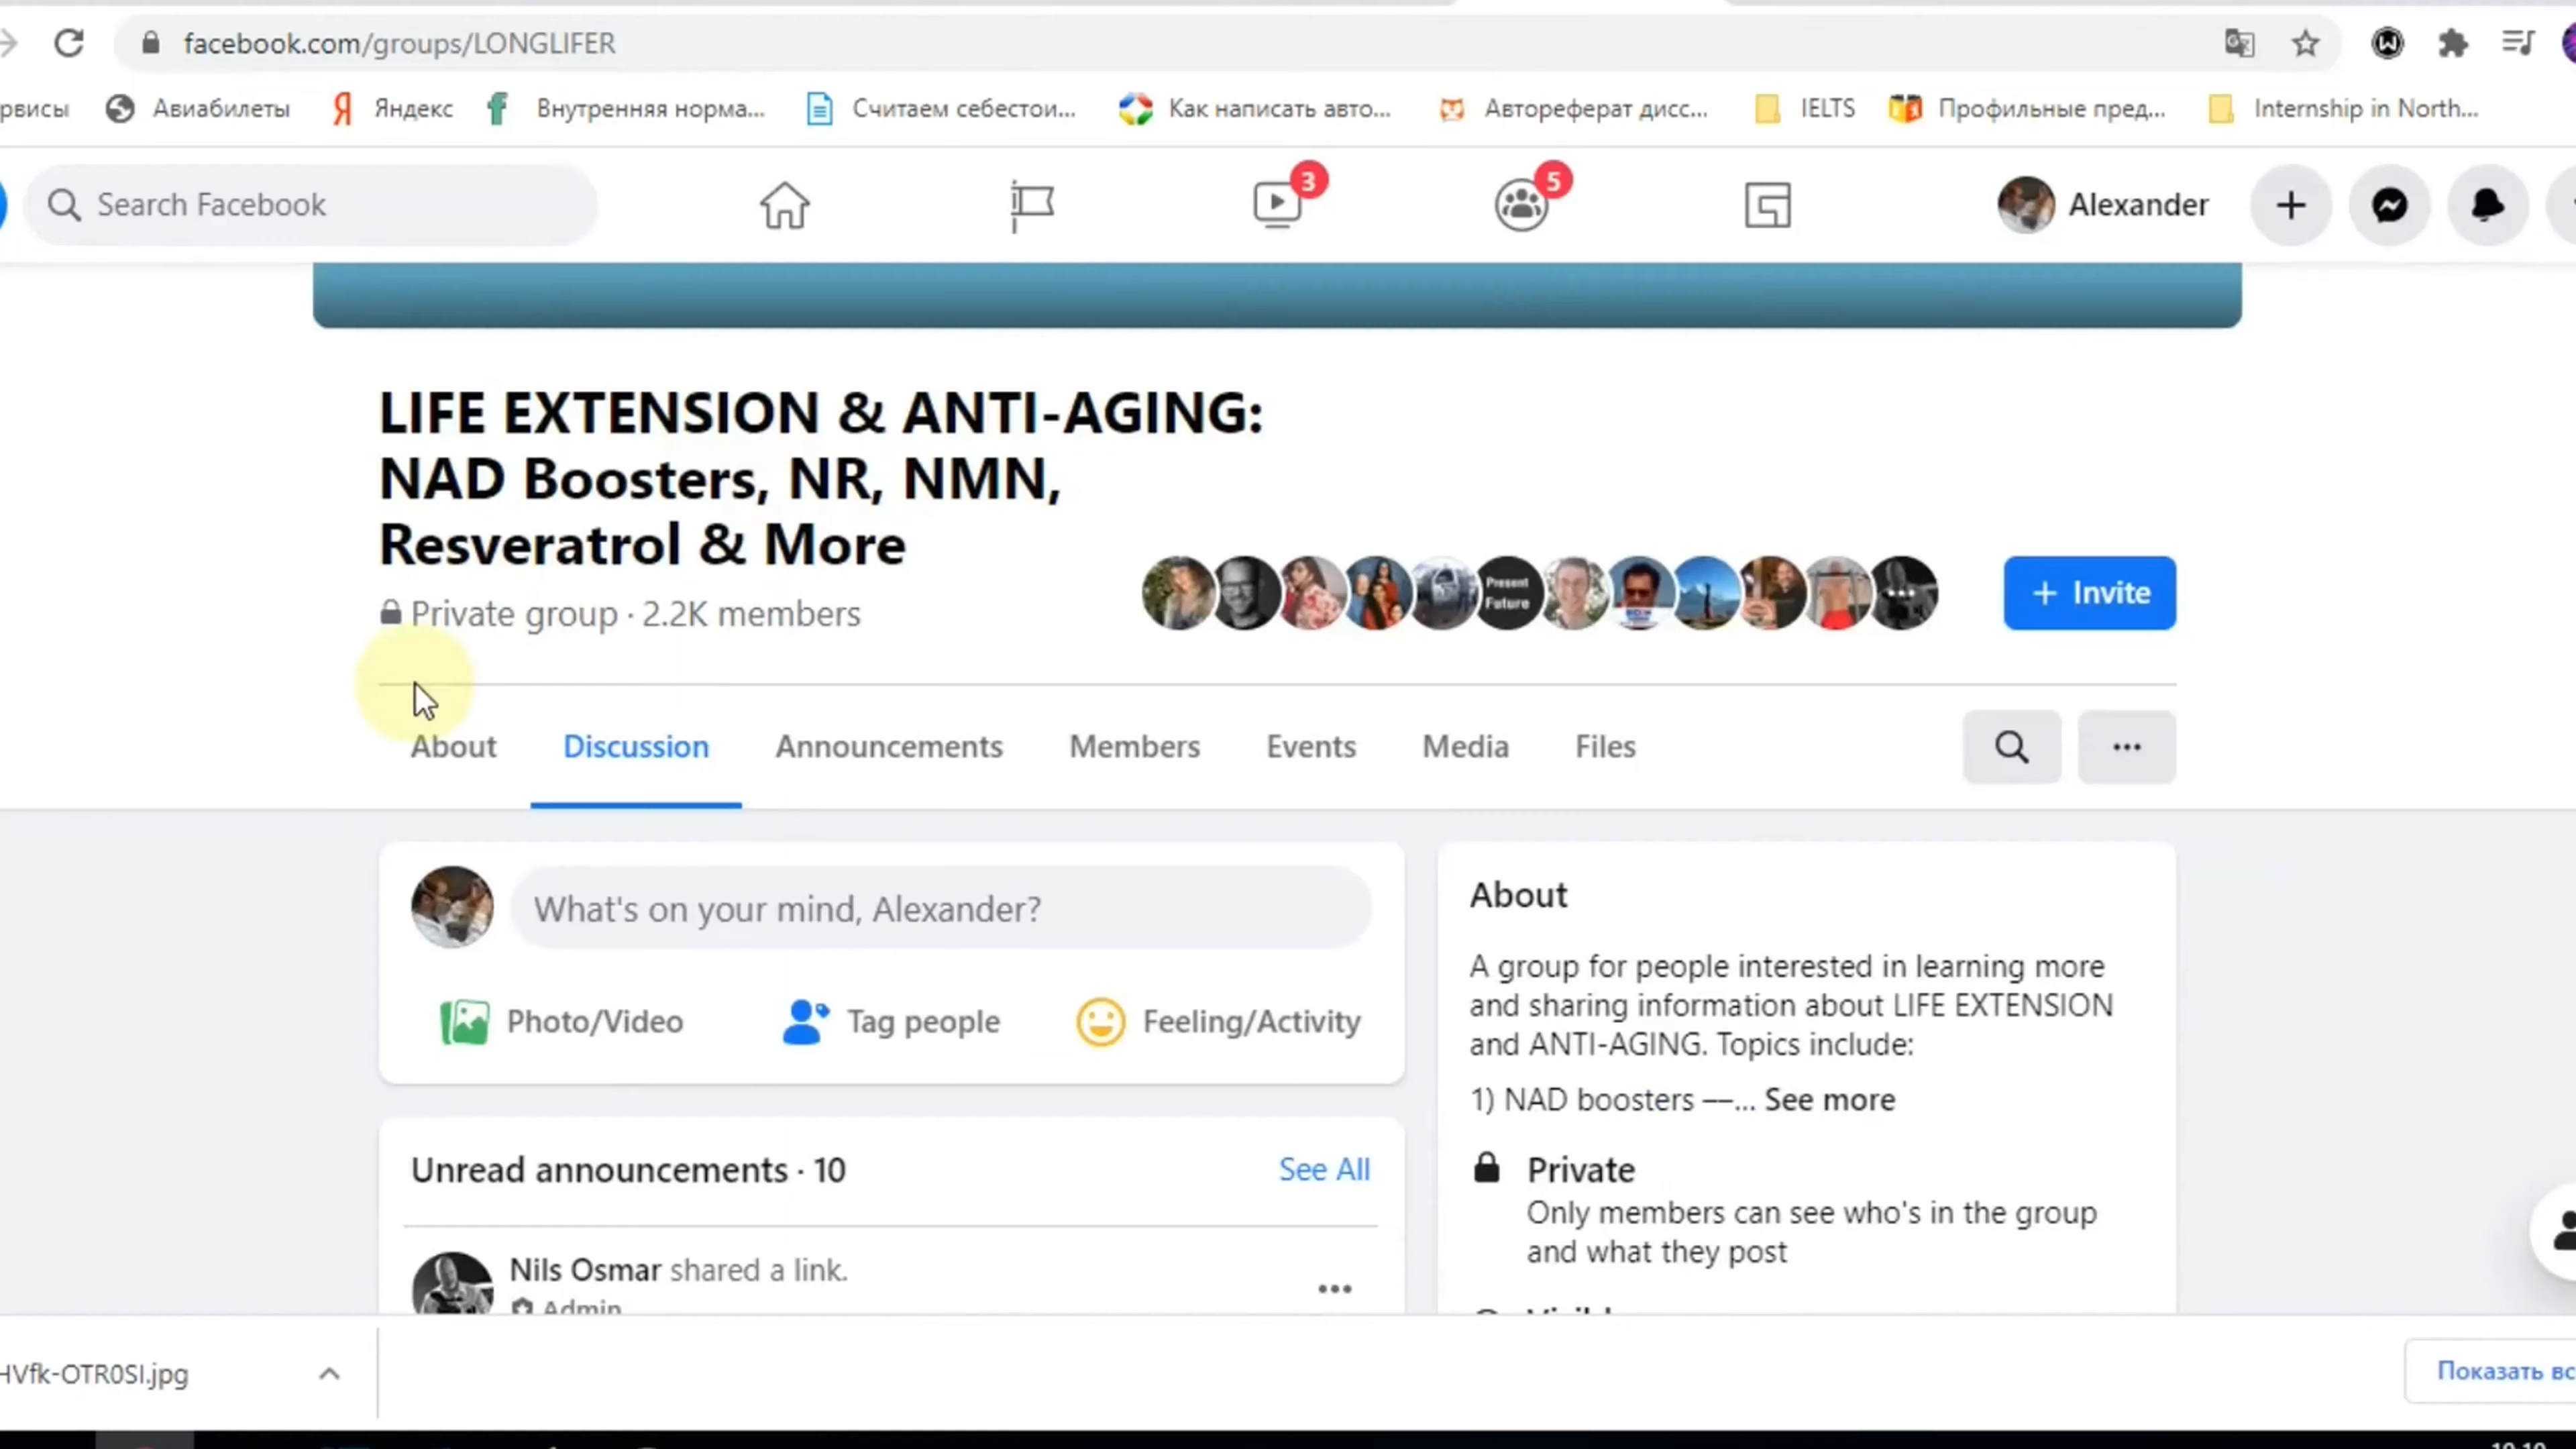 facebook.com/groups/LONGLIFER
рвисы
Авиабилеты
Яндекс
Внутренняя норма...
Считаем себестои...
Как написать авто...
Автореферат дисс...
IELTS
Профильные пред...
Internship in North...
Search Facebook
3
5
Alexander
LIFE EXTENSION & ANTI-AGING:
NAD Boosters, NR, NMN,
Resveratrol & More
Private group · 2.2K members
Present
Future
+ Invite
About
Discussion
Announcements
Members
Events
Media
Files
What's on your mind, Alexander?
Photo/Video
Tag people
Feeling/Activity
About
A group for people interested in learning more
and sharing information about LIFE EXTENSION
and ANTI-AGING. Topics include:
1) NAD boosters —... See more
Private
Only members can see who's in the group
and what they post
Unread announcements · 10
See All
Nils Osmar shared a link.
Admin
HVfk-OTR0SI.jpg
Показать вс